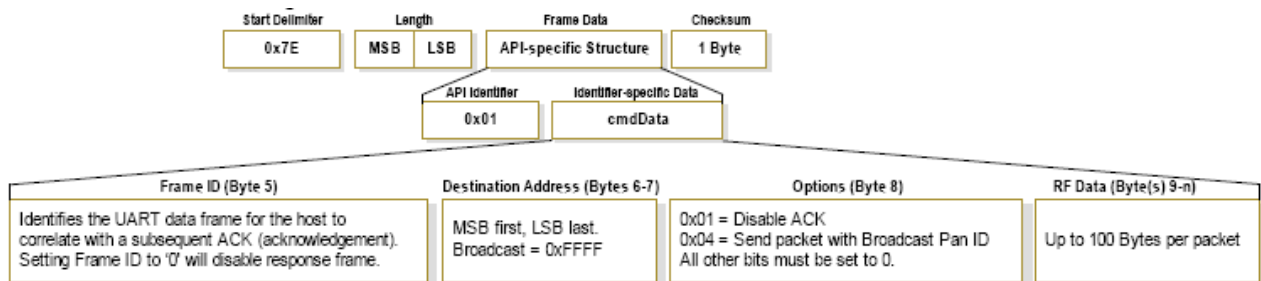 Start Delimiter Length Frame Data Checksum
0x7E MSB LSB API-specific Structure 1 Byte
API Identifier Identifier-specific Data
0x01 cmdData
Frame ID (Byte 5)
Identifies the UART data frame for the host to
correlate with a subsequent ACK (acknowledgement).
Setting Frame ID to '0' will disable response frame.
Destination Address (Bytes 6-7)
MSB first, LSB last.
Broadcast = 0xFFFF
Options (Byte 8)
0x01 = Disable ACK
0x04 = Send packet with Broadcast Pan ID
All other bits must be set to 0.
RF Data (Byte(s) 9-n)
Up to 100 Bytes per packet